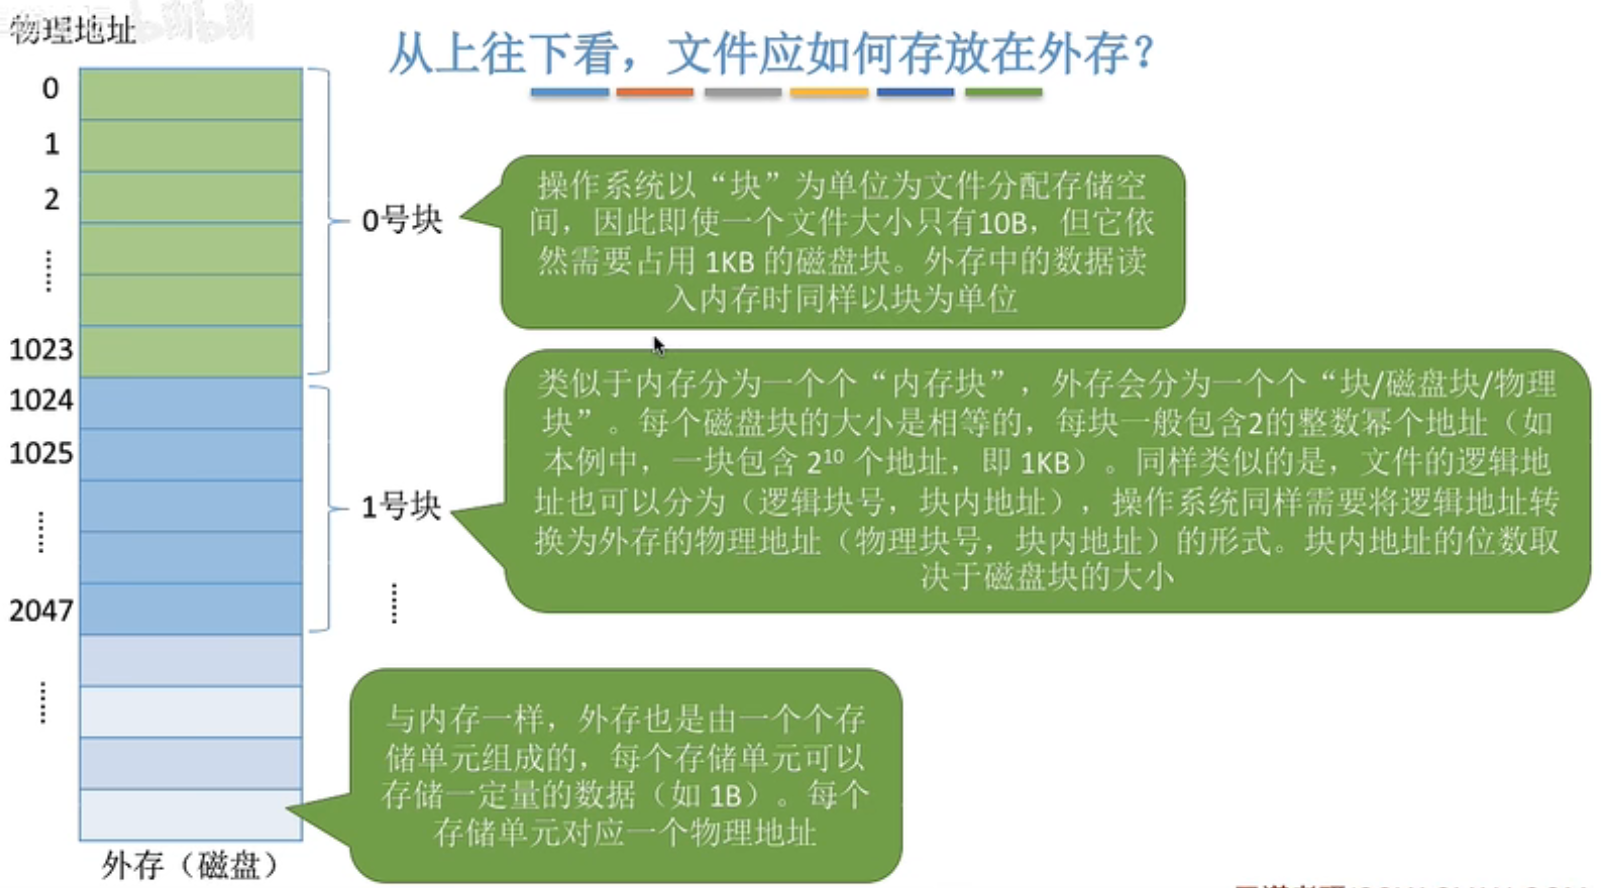 物理地址
从上往下看，文件应如何存放在外存？
0
1
2
……
1023
1024
1025
……
2047
……
外存（磁盘）
0号块
1号块
……
操作系统以“块”为单位为文件分配存储空
间，因此即使一个文件大小只有10B，但它依
然需要占用 1KB 的磁盘块。外存中的数据读
入内存时同样以块为单位
类似于内存分为一个个“内存块”，外存会分为一个个“块/磁盘块/物理
块”。每个磁盘块的大小是相等的，每块一般包含2的整数幂个地址（如
本例中，一块包含 2¹⁰ 个地址，即 1KB）。同样类似的是，文件的逻辑地
址也可以分为（逻辑块号，块内地址），操作系统同样需要将逻辑地址转
换为外存的物理地址（物理块号，块内地址）的形式。块内地址的位数取
决于磁盘块的大小
与内存一样，外存也是由一个个存
储单元组成的，每个存储单元可以
存储一定量的数据（如 1B）。每个
存储单元对应一个物理地址